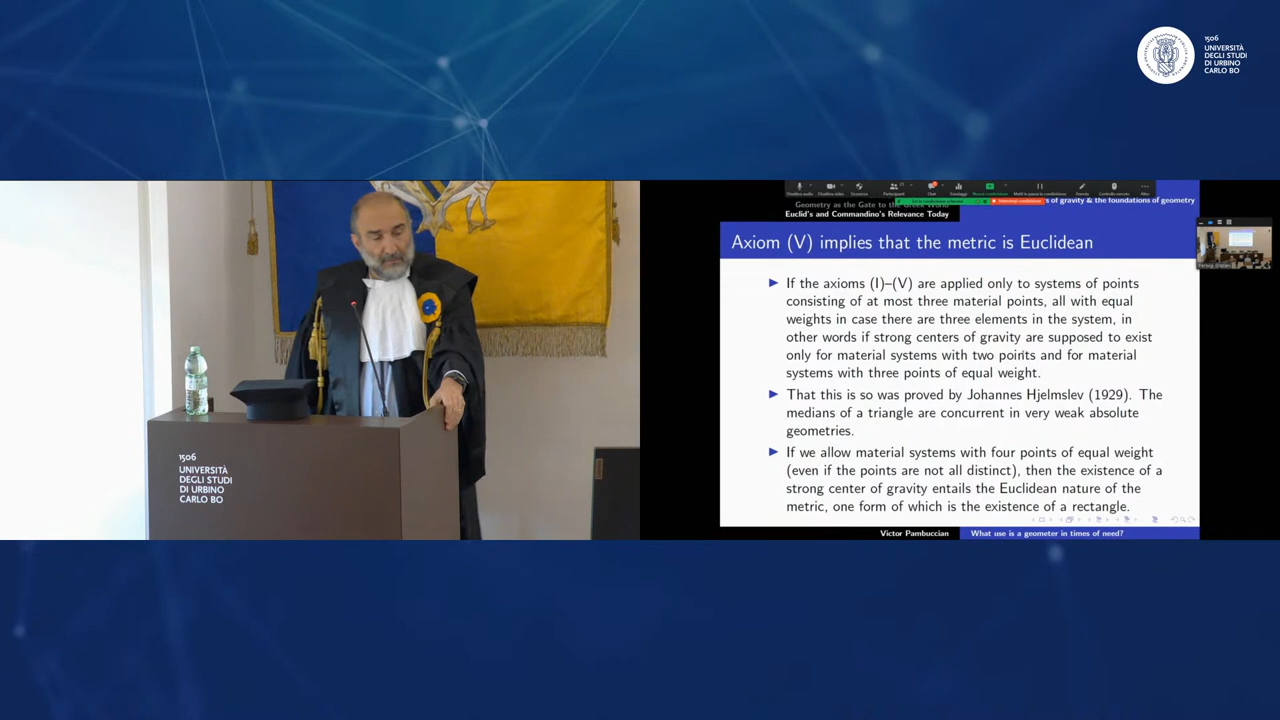 1506
UNIVERSITÀ
DEGLI STUDI
DI URBINO
CARLO BO
1506
UNIVERSITÀ
DEGLI STUDI
DI URBINO
CARLO BO
Geometry as the Gate to the Greek World
Euclid's and Commandino's Relevance Today
s of gravity & the foundations of geometry
Axiom (V) implies that the metric is Euclidean
If the axioms (I)–(V) are applied only to systems of points
consisting of at most three material points, all with equal
weights in case there are three elements in the system, in
other words if strong centers of gravity are supposed to exist
only for material systems with two points and for material
systems with three points of equal weight.
That this is so was proved by Johannes Hjelmslev (1929). The
medians of a triangle are concurrent in very weak absolute
geometries.
If we allow material systems with four points of equal weight
(even if the points are not all distinct), then the existence of a
strong center of gravity entails the Euclidean nature of the
metric, one form of which is the existence of a rectangle.
Victor Pambuccian
What use is a geometer in times of need?